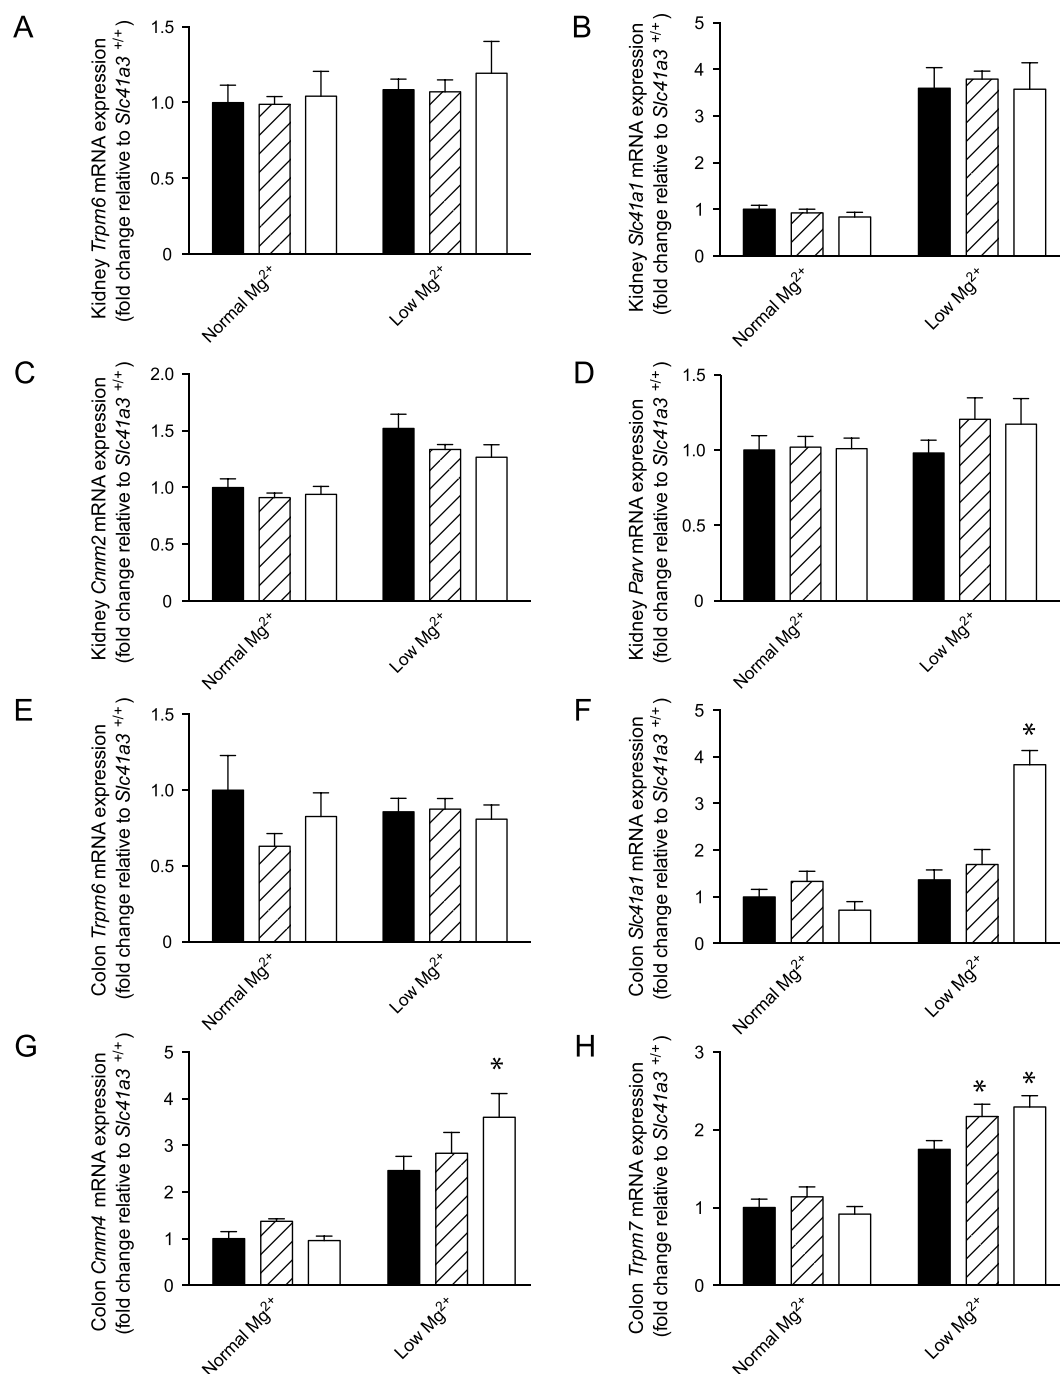 A
Kidney Trpm6 mRNA expression
(fold change relative to Slc41a3 +/+)
1.5
1.0
0.5
0
Normal Mg2+
Low Mg2+
B
Kidney Slc41a1 mRNA expression
(fold change relative to Slc41a3 +/+)
5
4
3
2
1
0
Normal Mg2+
Low Mg2+
C
Kidney Cnnm2 mRNA expression
(fold change relative to Slc41a3 +/+)
2.0
1.5
1.0
0.5
0
Normal Mg2+
Low Mg2+
D
Kidney Parv mRNA expression
(fold change relative to Slc41a3 +/+)
1.5
1.0
0.5
0
Normal Mg2+
Low Mg2+
E
Colon Trpm6 mRNA expression
(fold change relative to Slc41a3 +/+)
1.5
1.0
0.5
0
Normal Mg2+
Low Mg2+
F
Colon Slc41a1 mRNA expression
(fold change relative to Slc41a3 +/+)
5
4
3
2
1
0
*
Normal Mg2+
Low Mg2+
G
Colon Cnnm4 mRNA expression
(fold change relative to Slc41a3 +/+)
5
4
3
2
1
0
*
Normal Mg2+
Low Mg2+
H
Colon Trpm7 mRNA expression
(fold change relative to Slc41a3 +/+)
3
2
1
0
* *
Normal Mg2+
Low Mg2+